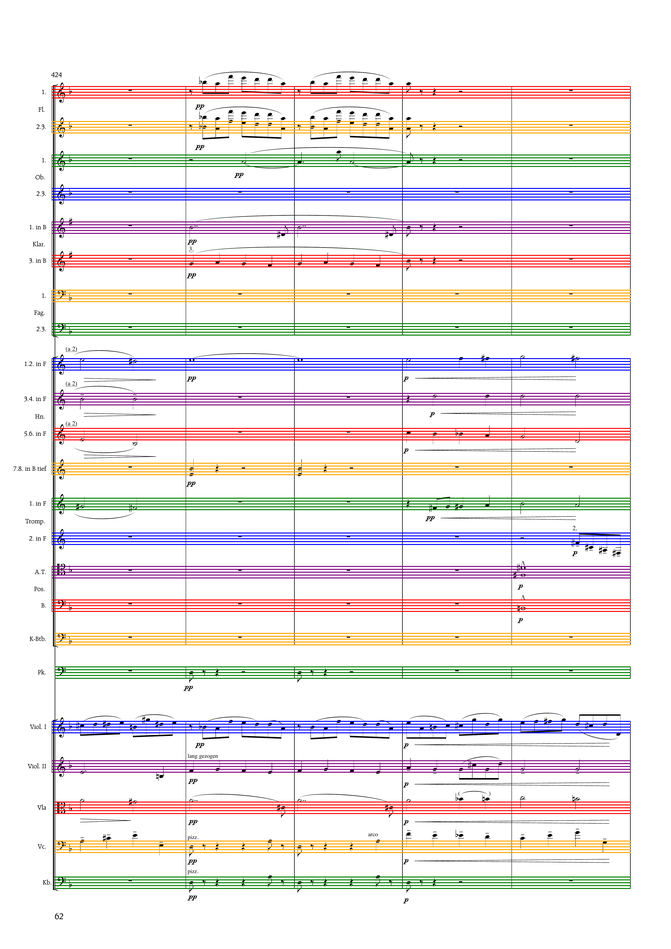 424
1.
pp
Fl.
2.3.
pp
1.
pp
Ob.
2.3.
1. in B
pp
Klar.
3.
3. in B
pp
1.
Fag.
2.3.
(a 2)
1.2. in F
pp p
(a 2)
3.4. in F
p
Hn.
(a 2)
5.6. in F
p
7.8. in B tief
pp
1. in F
pp
Tromp.
2.
2. in F
p
A.T.
p
Pos.
B.
p
K-Btb.
Pk.
pp
Viol. I
pp p
lang gezogen
Viol. II
pp p
Vla
pp p
pizz. arco
Vc.
pp p
pizz.
Kb.
pp p
62